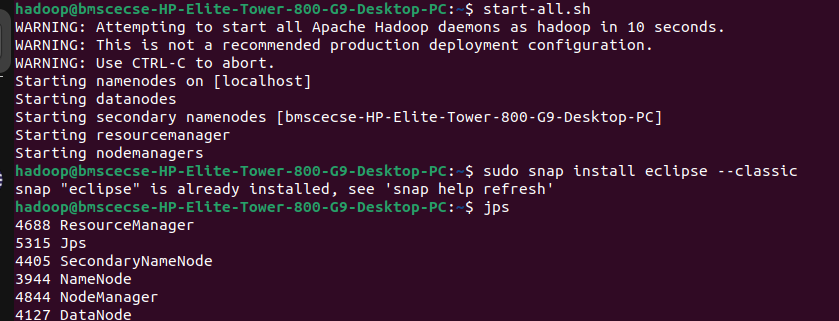 hadoop@bmscecse-HP-Elite-Tower-800-G9-Desktop-PC:~$ start-all.sh
WARNING: Attempting to start all Apache Hadoop daemons as hadoop in 10 seconds.
WARNING: This is not a recommended production deployment configuration.
WARNING: Use CTRL-C to abort.
Starting namenodes on [localhost]
Starting datanodes
Starting secondary namenodes [bmscecse-HP-Elite-Tower-800-G9-Desktop-PC]
Starting resourcemanager
Starting nodemanagers
hadoop@bmscecse-HP-Elite-Tower-800-G9-Desktop-PC:~$ sudo snap install eclipse --classic
snap "eclipse" is already installed, see 'snap help refresh'
hadoop@bmscecse-HP-Elite-Tower-800-G9-Desktop-PC:~$ jps
4688 ResourceManager
5315 Jps
4405 SecondaryNameNode
3944 NameNode
4844 NodeManager
4127 DataNode